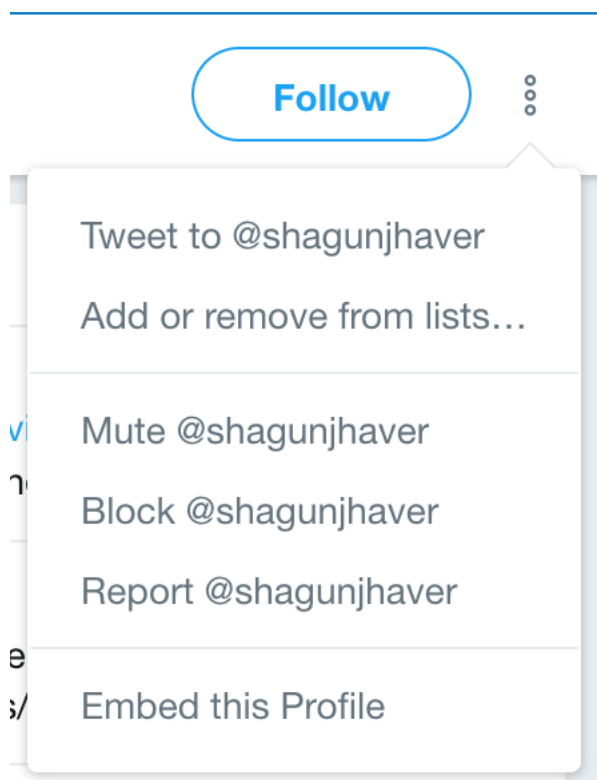 Follow
Tweet to @shagunjhaver
Add or remove from lists...
Mute @shagunjhaver
Block @shagunjhaver
Report @shagunjhaver
Embed this Profile